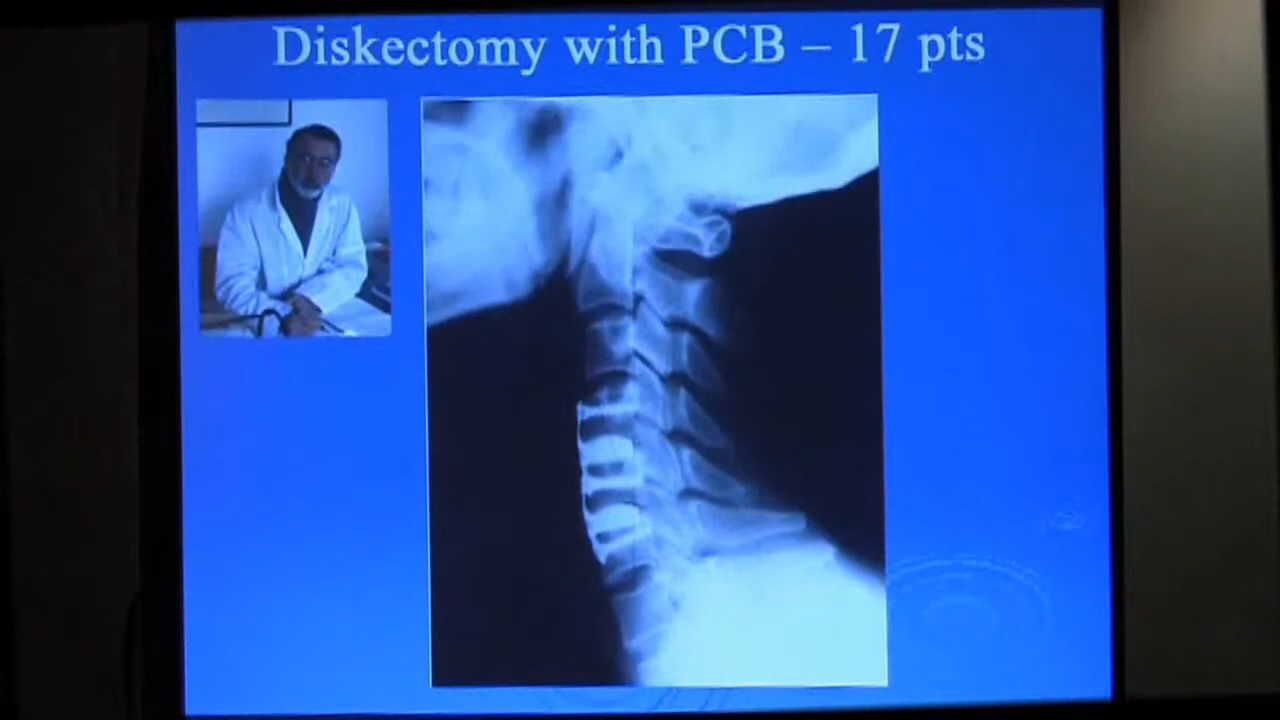 Diskectomy with PCB – 17 pts